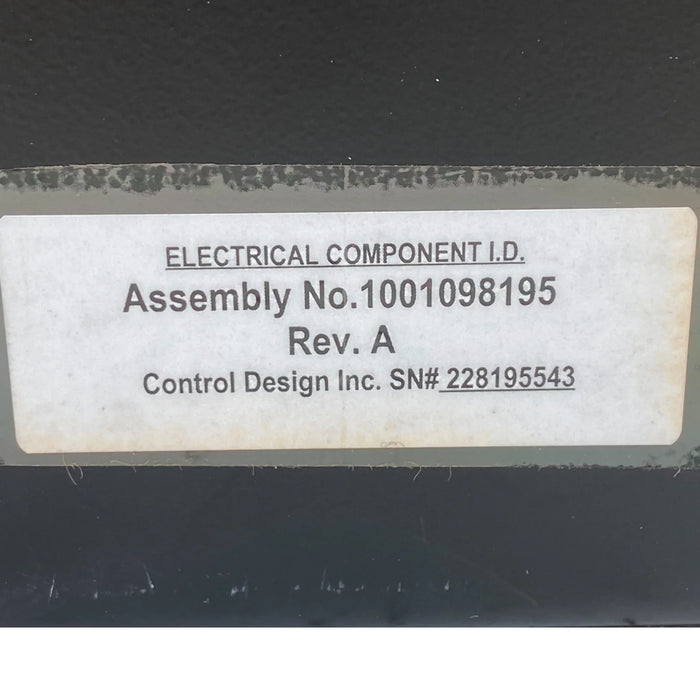 ELECTRICAL COMPONENT I.D.
Assembly No.1001098195
Rev. A
Control Design Inc. SN# 228195543